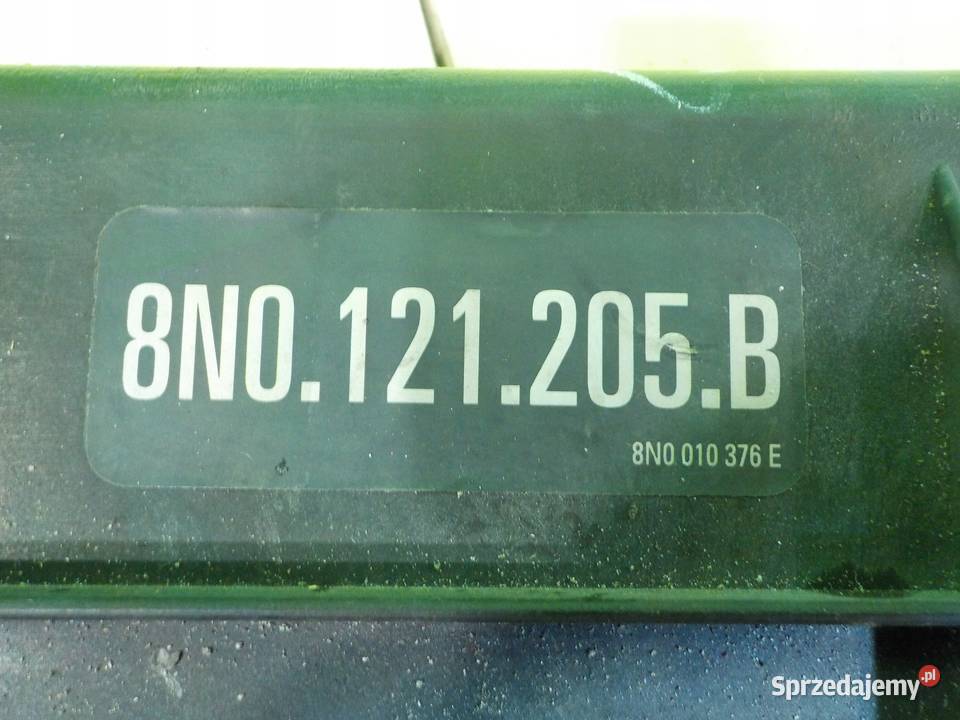 8N0.121.205.B
8N0 010 376 E
Sprzedajemy.pl